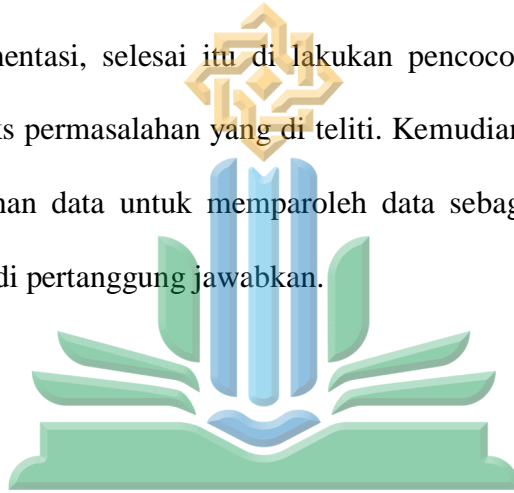 mentasi, selesai itu di lakukan pencoco
ks permasalahan yang di teliti. Kemudian
nan data untuk memparoleh data sebag
di pertanggung jawabkan.